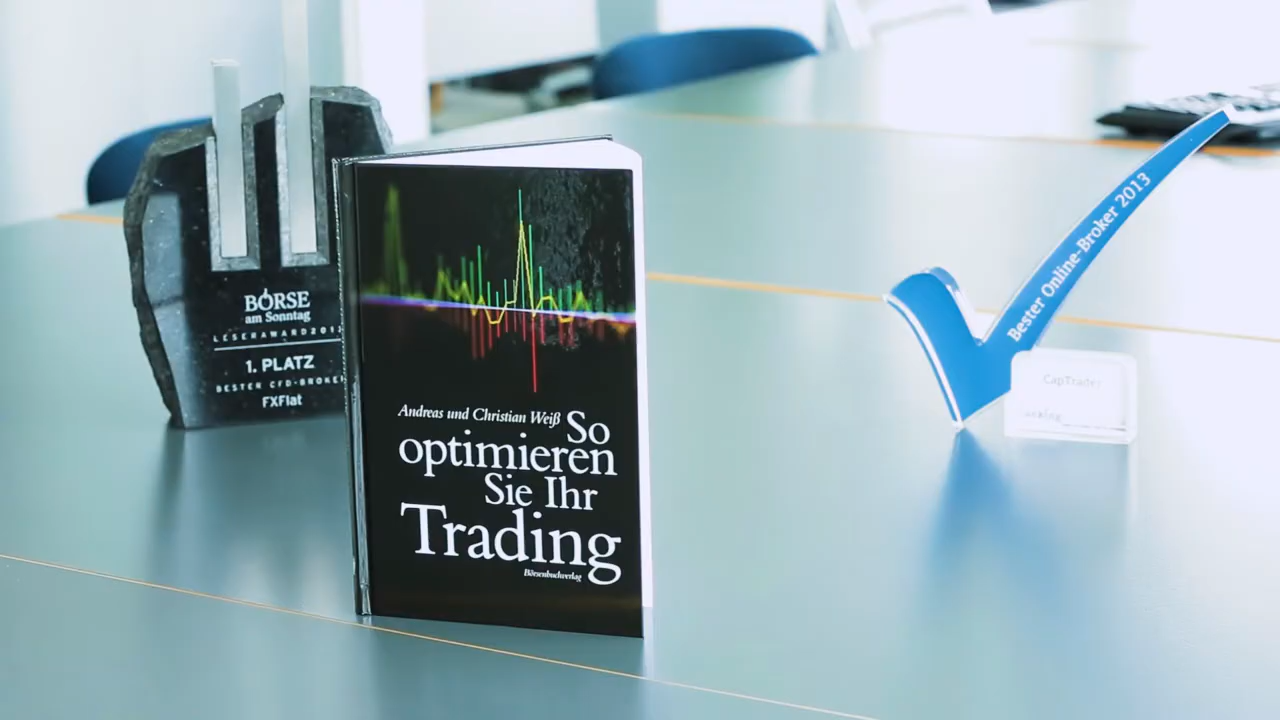 BÖRSE
am Sonntag
LESERAWARD 201
1. PLATZ
BESTER CFD-BROKER
FXFlat
Andreas und Christian Weiß
So
optimieren
Sie Ihr
Trading
Börsenbuchverlag
Bester Online-Broker 2013
CapTrader